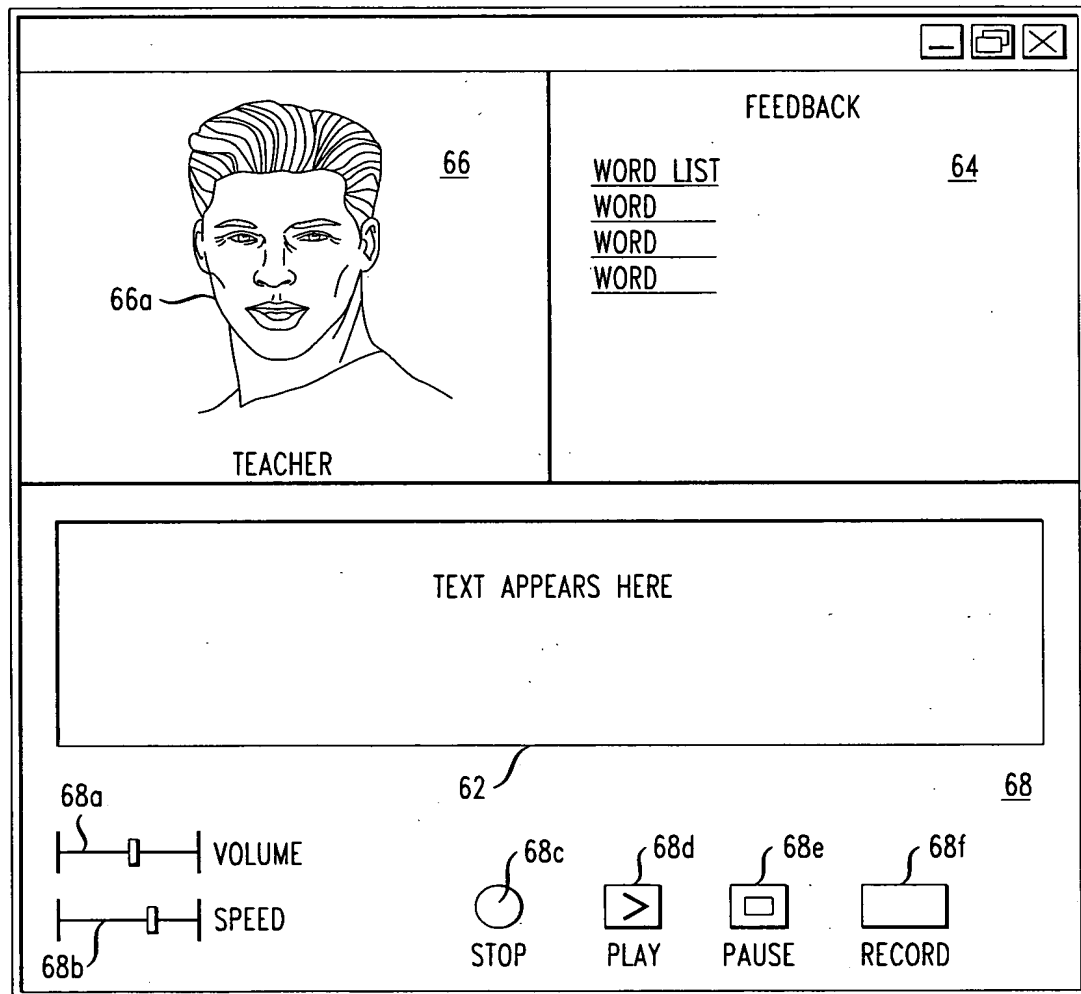 FEEDBACK
66
WORD LIST
64
WORD
WORD
WORD
66a
TEACHER
TEXT APPEARS HERE
62
68
68a
VOLUME
68c
68d
68e
68f
SPEED
68b
STOP
PLAY
PAUSE
RECORD